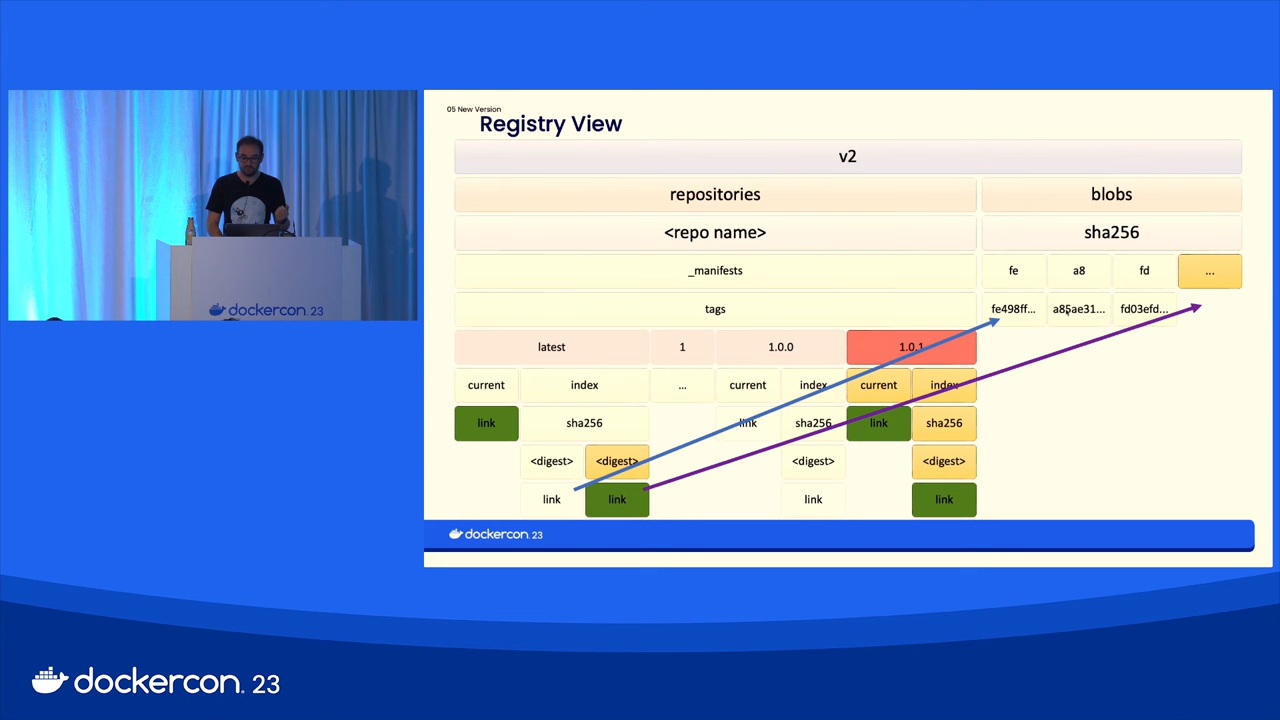 dockercon. 23
05 New Version
Registry View
v2
repositories
blobs
<repo name>
sha256
_manifests
fe
a8
fd
...
tags
fe498ff...
a85ae31...
fd03efd...
latest
1
1.0.0
1.0.1
current
index
...
current
index
current
index
link
sha256
link
sha256
link
sha256
<digest>
<digest>
<digest>
<digest>
link
link
link
link
dockercon. 23
dockercon. 23